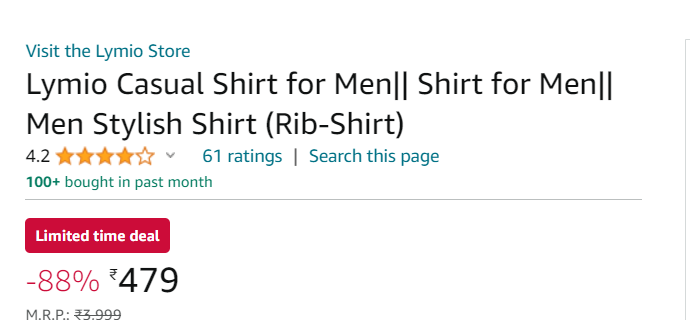 Visit the Lymio Store
Lymio Casual Shirt for Men|| Shirt for Men||
Men Stylish Shirt (Rib-Shirt)
4.2 61 ratings | Search this page
100+ bought in past month
Limited time deal
-88% ₹479
M.R.P.: ₹3,999